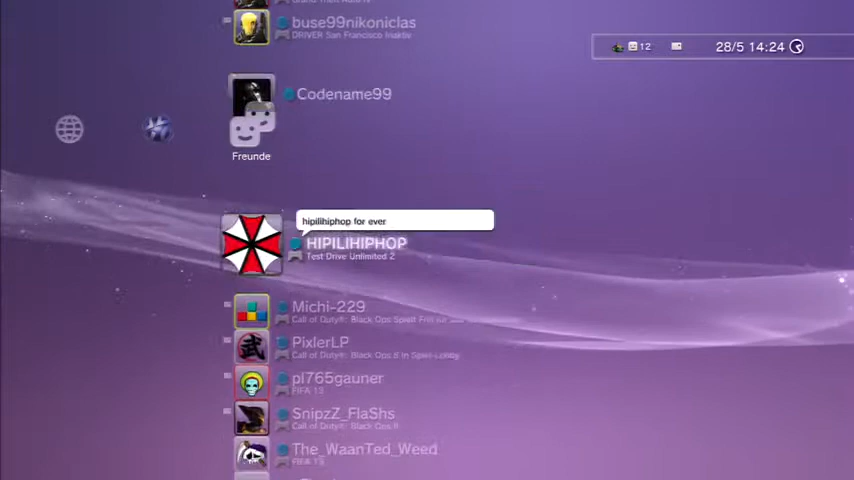 buse99nikoniclas
DRIVER San Francisco Inaktiv
12
28/5 14:24
Codename99
Freunde
hipilihiphop for ever
HIPILIHIPHOP
Test Drive Unlimited 2
Michi-229
Call of Duty®: Black Ops Spielt Frei für
PixlerLP
Call of Duty®: Black Ops II In Spiel-Lobby
pl765gauner
FIFA 13
SnipzZ_FlaShs
Call of Duty®: Black Ops II
The_WaanTed_Weed
FIFA 13